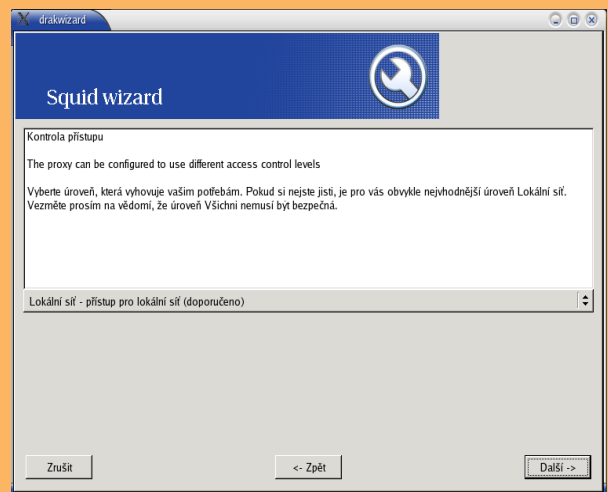 drakwizard
Squid wizard
Kontrola přístupu
The proxy can be configured to use different access control levels
Vyberte úroveň, která vyhovuje vašim potřebám. Pokud si nejste jisti, je pro vás obvykle nejvhodnější úroveň Lokální síť.
Vezměte prosím na vědomí, že úroveň Všichni nemusí být bezpečná.
Lokální síť - přístup pro lokální síť (doporučeno)
Zrušit
<- Zpět
Další ->